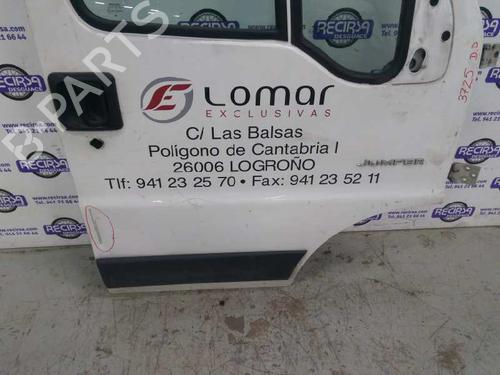 RECIRSA
DESGUACE
Lomar
EXCLUSIVAS
C/ Las Balsas
Polígono de Cantabria I
26006 LOGROÑO
Tlf: 941 23 25 70 • Fax: 941 23 52 11
JUMPER
3725 D.D
PARTS